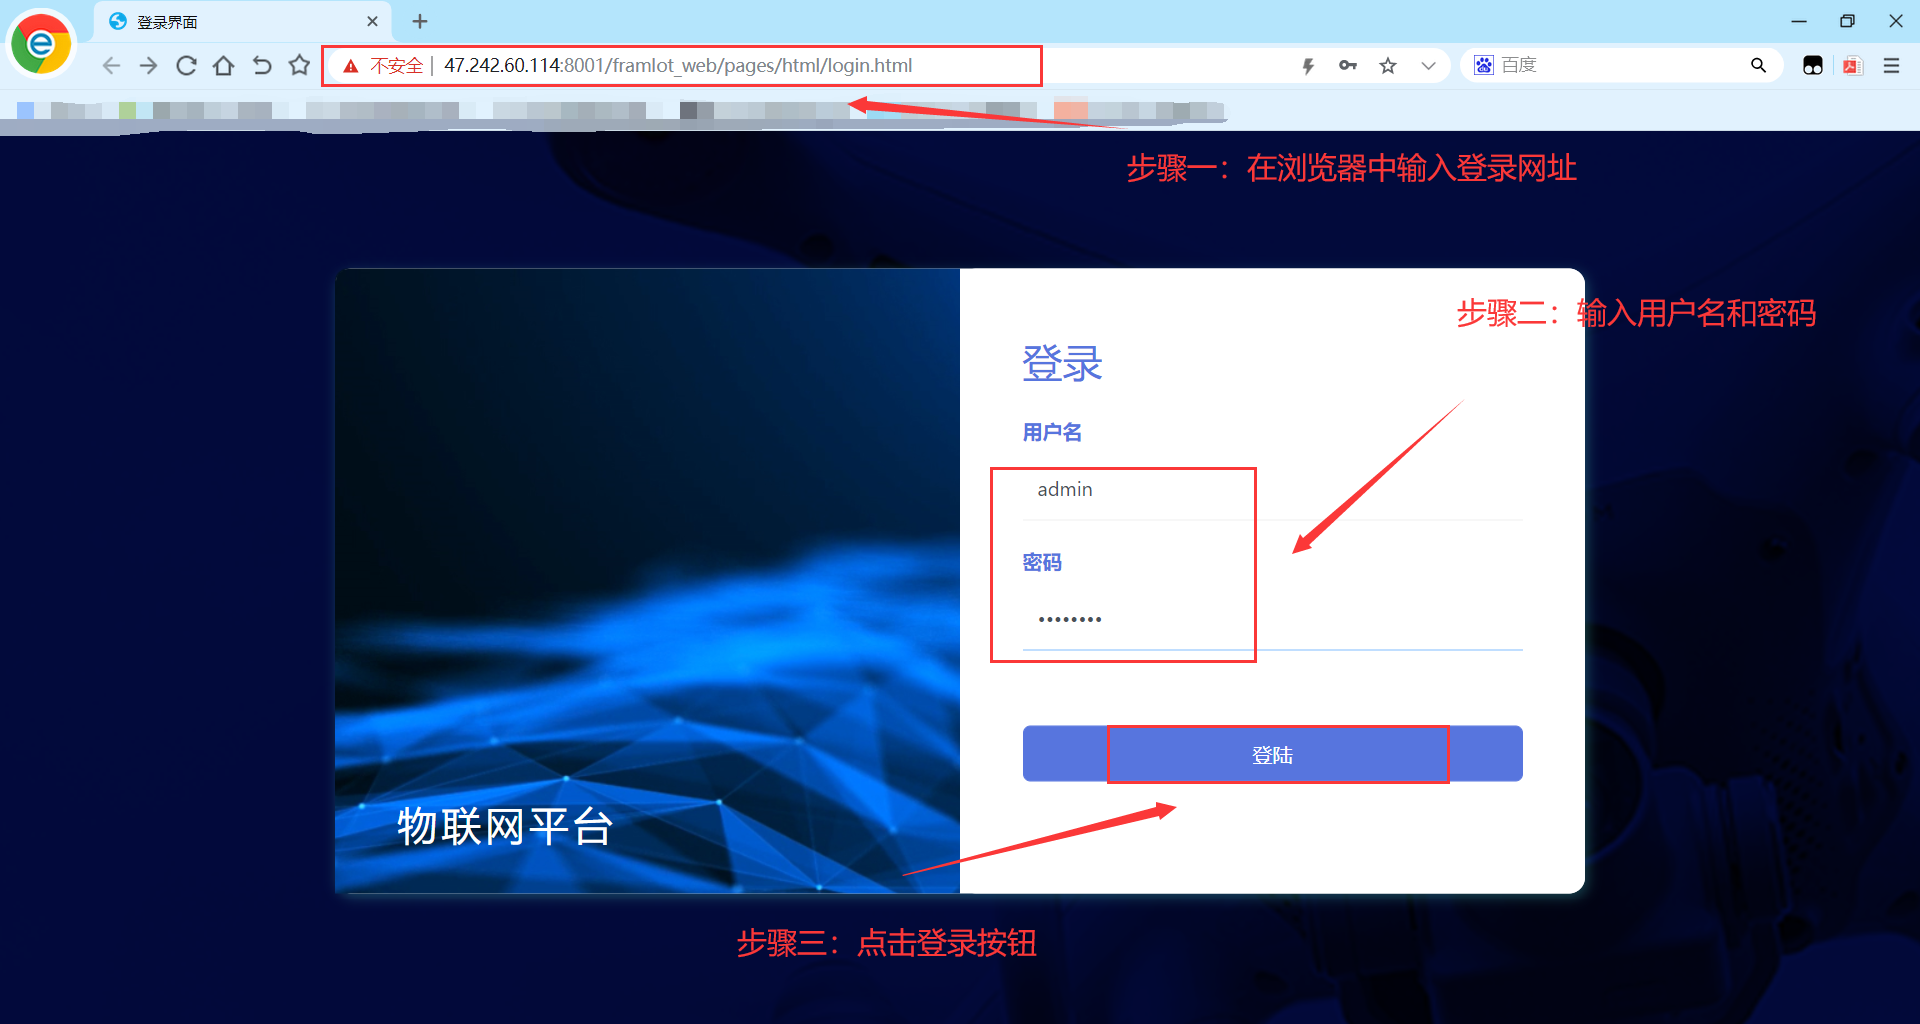 登录界面
不安全 | 47.242.60.114:8001/framIot_web/pages/html/login.html
百度
步骤一：在浏览器中输入登录网址
步骤二：输入用户名和密码
登录
用户名
admin
密码
••••••••
登陆
物联网平台
步骤三：点击登录按钮